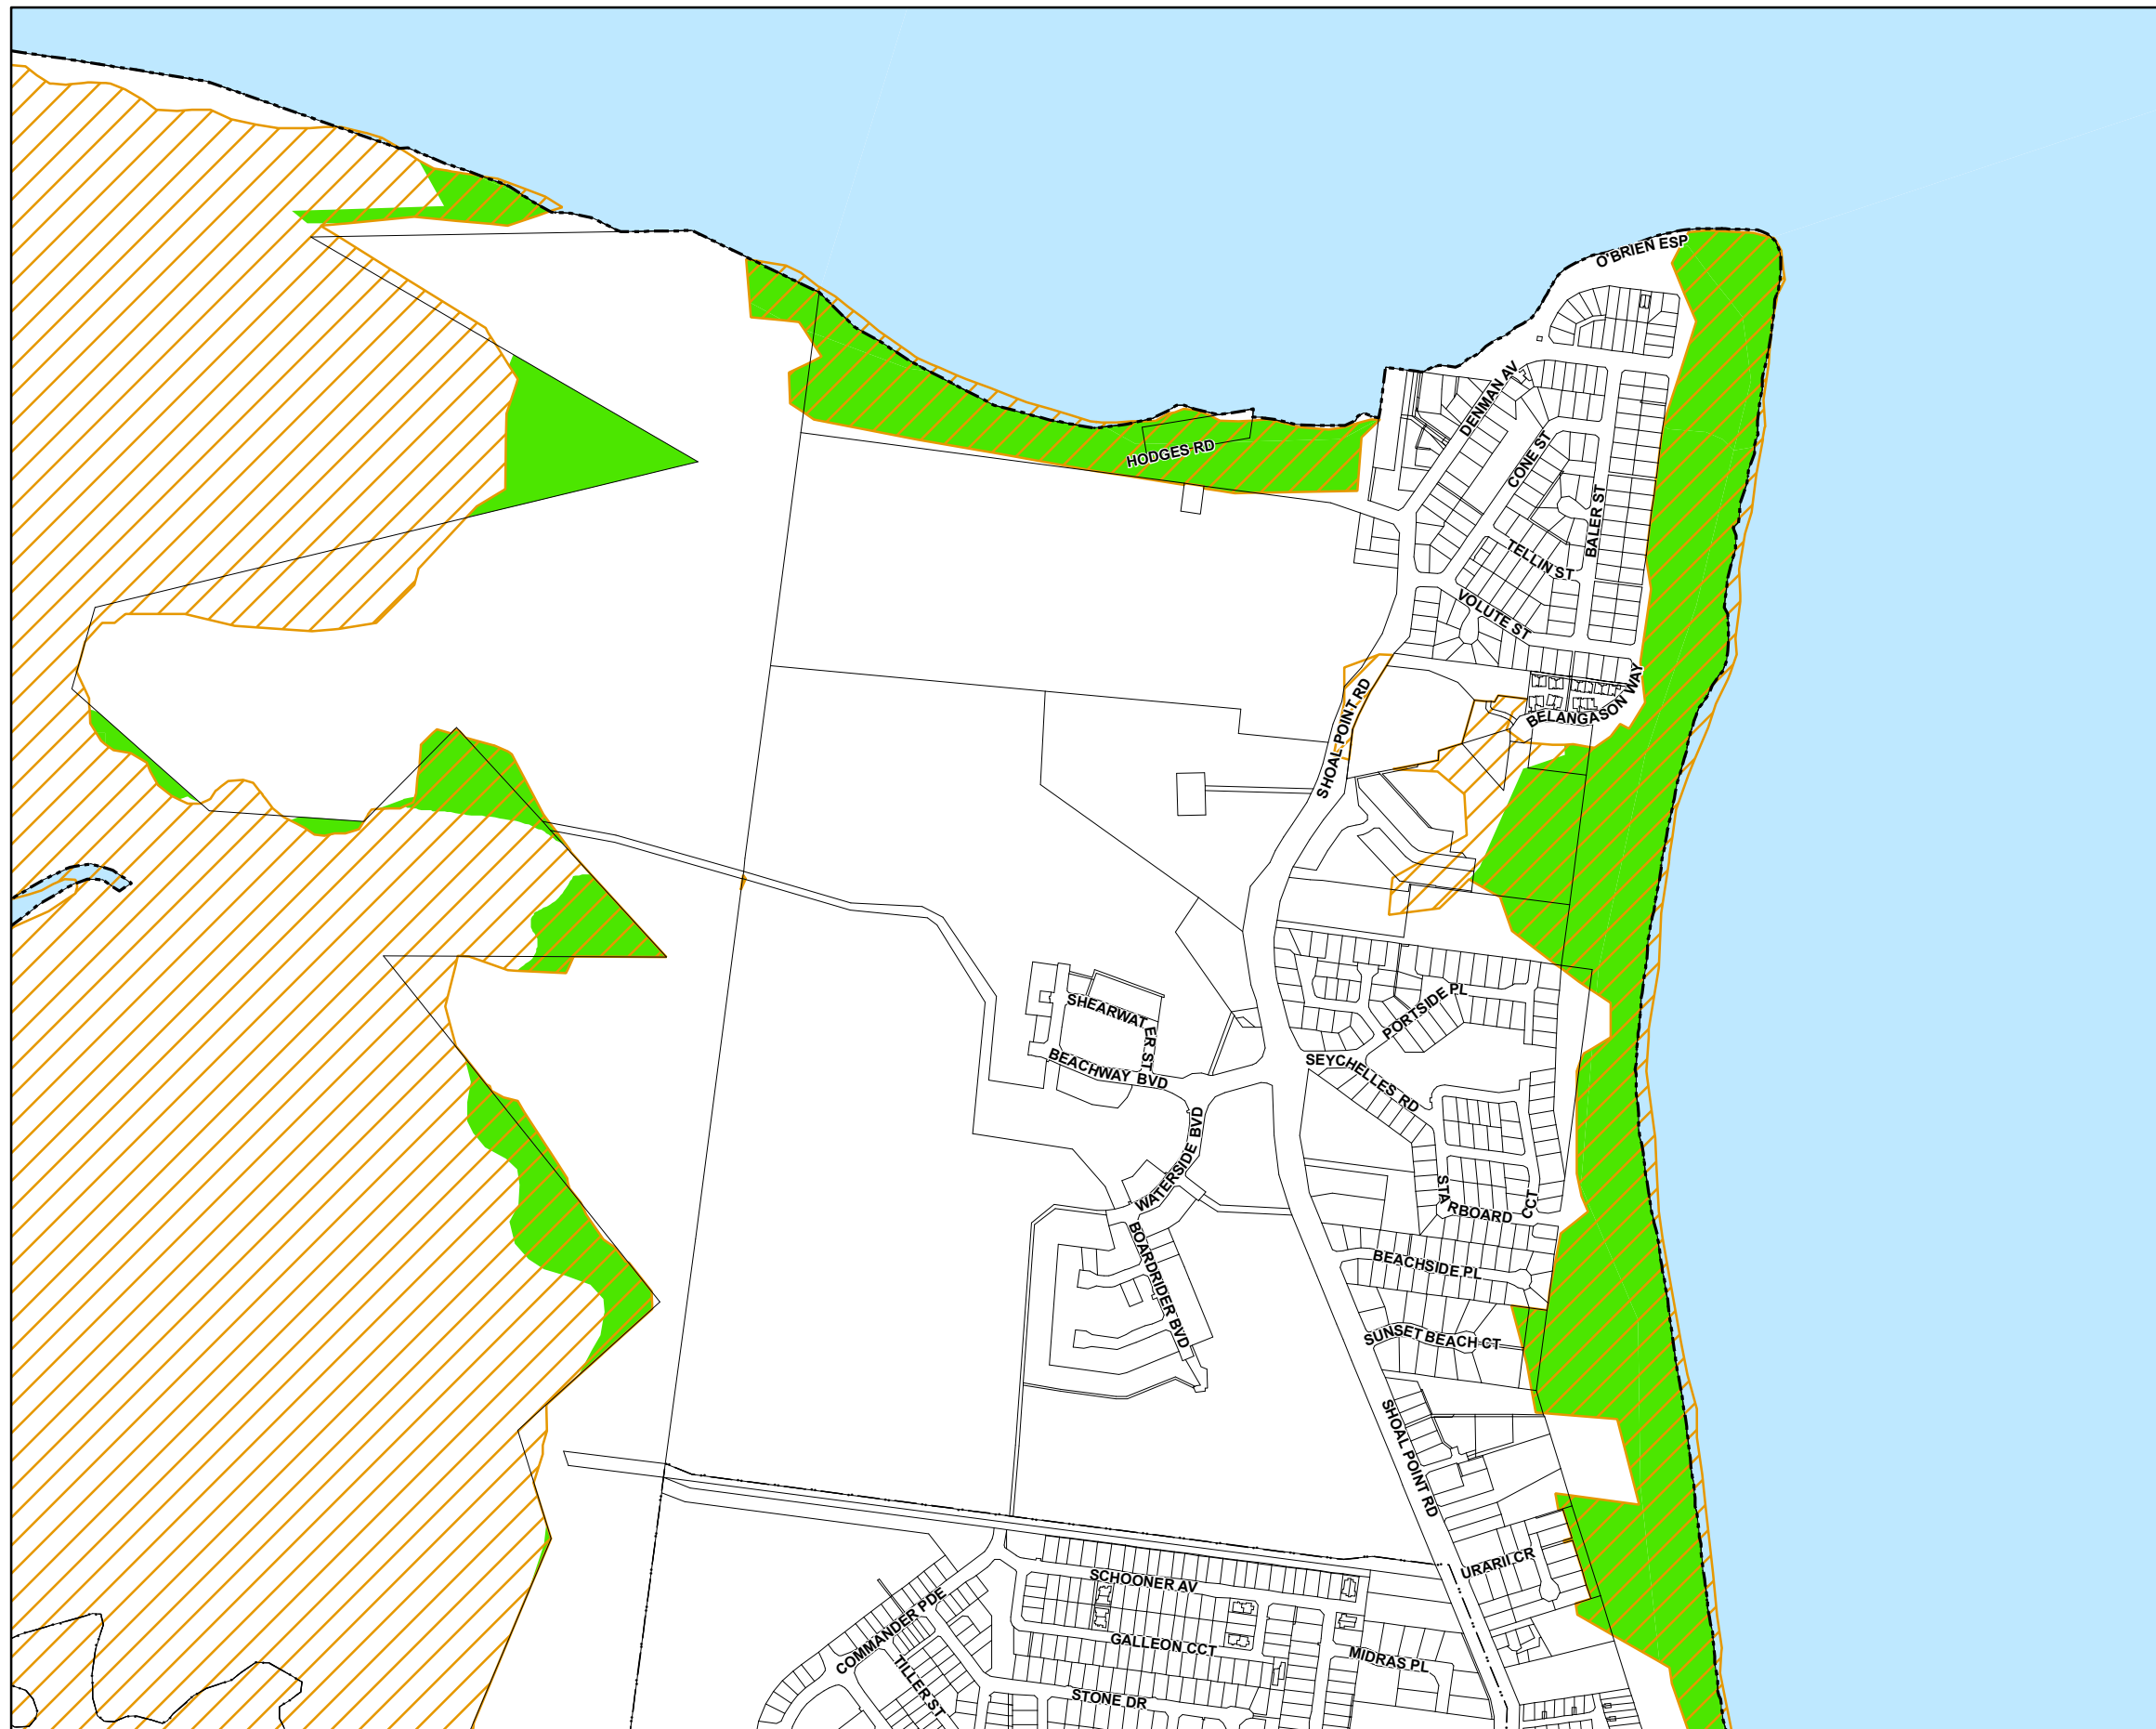 O'BRIEN ESP
DENMAN AV
HODGES RD
CONE ST
BALER ST
TELLIN ST
VOLUTE ST
BELANGASON WAY
SHOAL POINT RD
PORTSIDE PL
SHEARWATER ST
BEACHWAY BVD
SEYCHELLES RD
WATERSIDE BVD
STARBOARD CCT
BOARDRIDER BVD
BEACHSIDE PL
SUNSET BEACH CT
SHOAL POINT RD
URARII CR
SCHOONER AV
COMMANDER PDE
GALLEON CCT
MIDRAS PL
TILLER ST
STONE DR